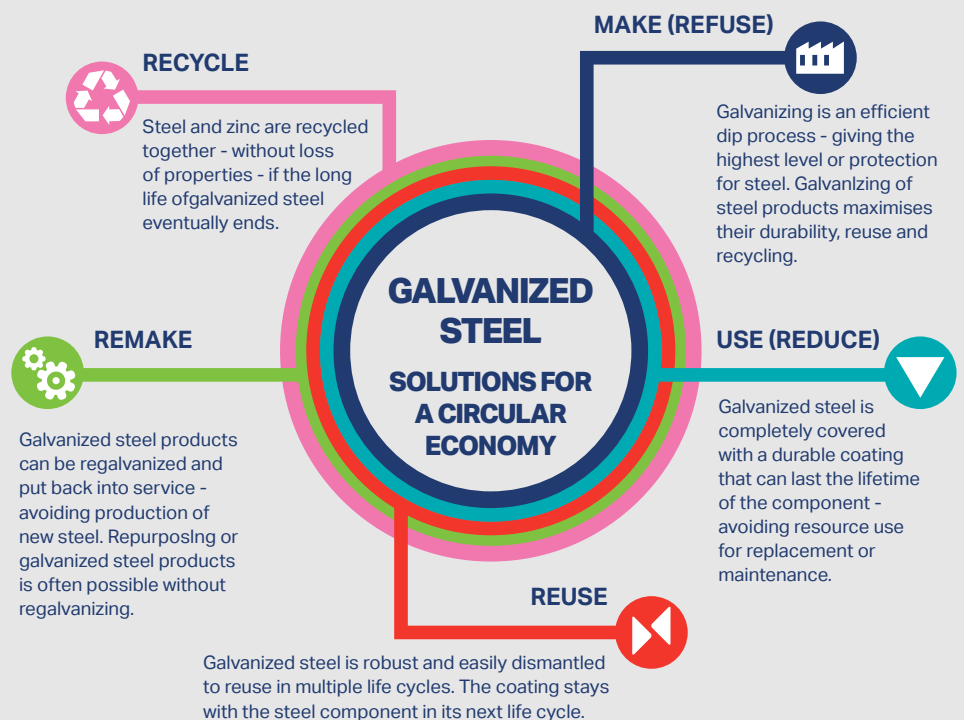 MAKE (REFUSE)
Galvanizing is an efficient
dip process - giving the
highest level or protection
for steel. Galvanlzing of
steel products maximises
their durability, reuse and
recycling.
RECYCLE
Steel and zinc are recycled
together - without loss
of properties - if the long
life ofgalvanized steel
eventually ends.
GALVANIZED
STEEL
SOLUTIONS FOR
A CIRCULAR
ECONOMY
REMAKE
Galvanized steel products
can be regalvanized and
put back into service -
avoiding production of
new steel. Repurposlng or
galvanized steel products
is often possible without
regalvanizing.
USE (REDUCE)
Galvanized steel is
completely covered
with a durable coating
that can last the lifetime
of the component -
avoiding resource use
for replacement or
maintenance.
REUSE
Galvanized steel is robust and easily dismantled
to reuse in multiple life cycles. The coating stays
with the steel component in its next life cycle.